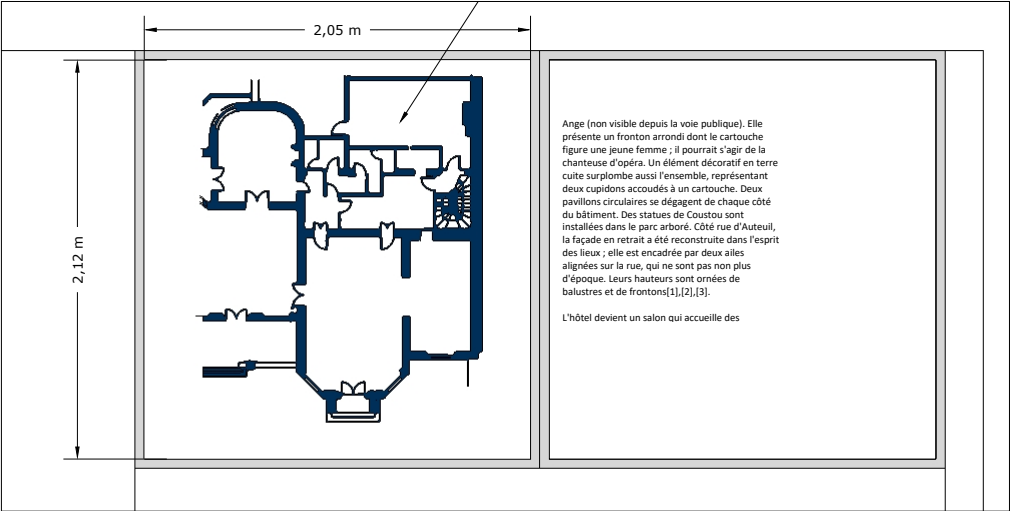 2,05 m
2,12 m
Ange (non visible depuis la voie publique). Elle
présente un fronton arrondi dont le cartouche
figure une jeune femme ; il pourrait s'agir de la
chanteuse d'opéra. Un élément décoratif en terre
cuite surplombe aussi l'ensemble, représentant
deux cupidons accoudés à un cartouche. Deux
pavillons circulaires se dégagent de chaque côté
du bâtiment. Des statues de Coustou sont
installées dans le parc arboré. Côté rue d'Auteuil,
la façade en retrait a été reconstruite dans l'esprit
des lieux ; elle est encadrée par deux ailes
alignées sur la rue, qui ne sont pas non plus
d'époque. Leurs hauteurs sont ornées de
balustres et de frontons[1],[2],[3].
L'hôtel devient un salon qui accueille des